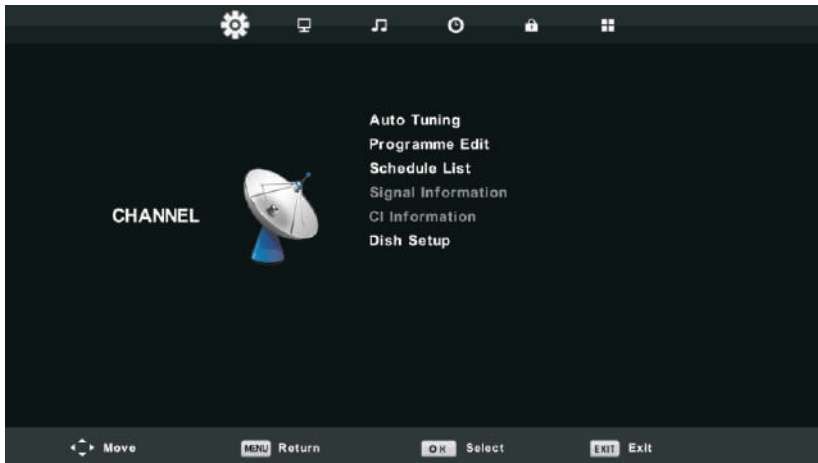 CHANNEL
Auto Tuning
Programme Edit
Schedule List
Signal Information
CI Information
Dish Setup
Move MENU Return OK Select EXIT Exit